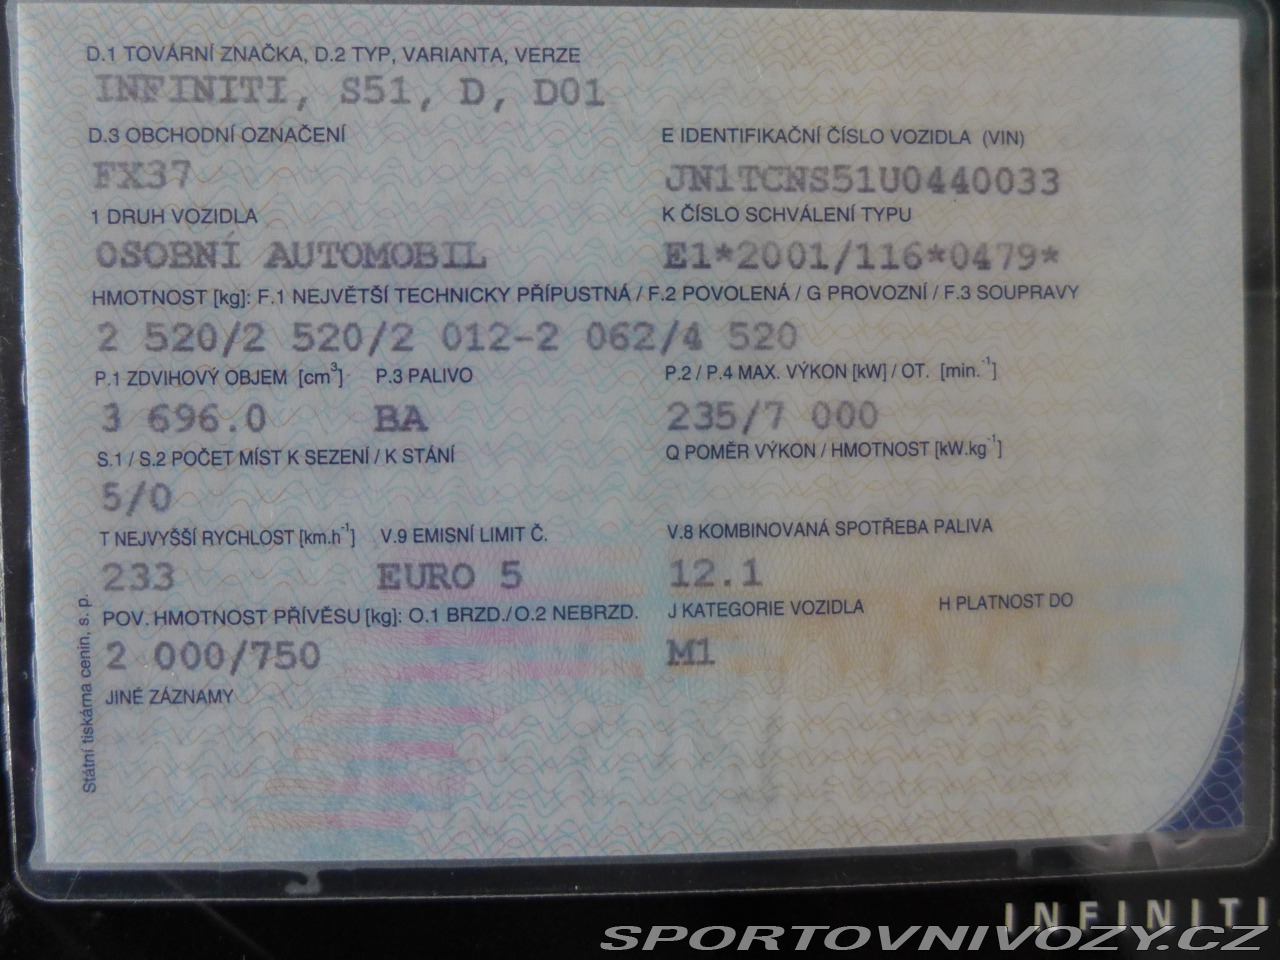 D.1 TOVÁRNÍ ZNAČKA, D.2 TYP, VARIANTA, VERZE
INFINITI, S51, D, D01
D.3 OBCHODNÍ OZNAČENÍ E IDENTIFIKAČNÍ ČÍSLO VOZIDLA (VIN)
FX37 JN1TCNS51U0440033
1 DRUH VOZIDLA K ČÍSLO SCHVÁLENÍ TYPU
OSOBNÍ AUTOMOBIL E1*2001/116*0479*
HMOTNOST [kg]: F.1 NEJVĚTŠÍ TECHNICKY PŘÍPUSTNÁ / F.2 POVOLENÁ / G PROVOZNÍ / F.3 SOUPRAVY
2 520/2 520/2 012-2 062/4 520
P.1 ZDVIHOVÝ OBJEM [cm³] P.3 PALIVO P.2 / P.4 MAX. VÝKON [kW] / OT. [min.⁻¹]
3 696.0 BA 235/7 000
S.1 / S.2 POČET MÍST K SEZENÍ / K STÁNÍ Q POMĚR VÝKON / HMOTNOST [kW.kg⁻¹]
5/0
T NEJVYŠŠÍ RYCHLOST [km.h⁻¹] V.9 EMISNÍ LIMIT Č. V.8 KOMBINOVANÁ SPOTŘEBA PALIVA
233 EURO 5 12.1
POV. HMOTNOST PŘÍVĚSU [kg]: O.1 BRZD./O.2 NEBRZD. J KATEGORIE VOZIDLA H PLATNOST DO
2 000/750 M1
JINÉ ZÁZNAMY
Státní tiskárna cenin, s.p.
INFINITI
SPORTOVNIVOZY.CZ